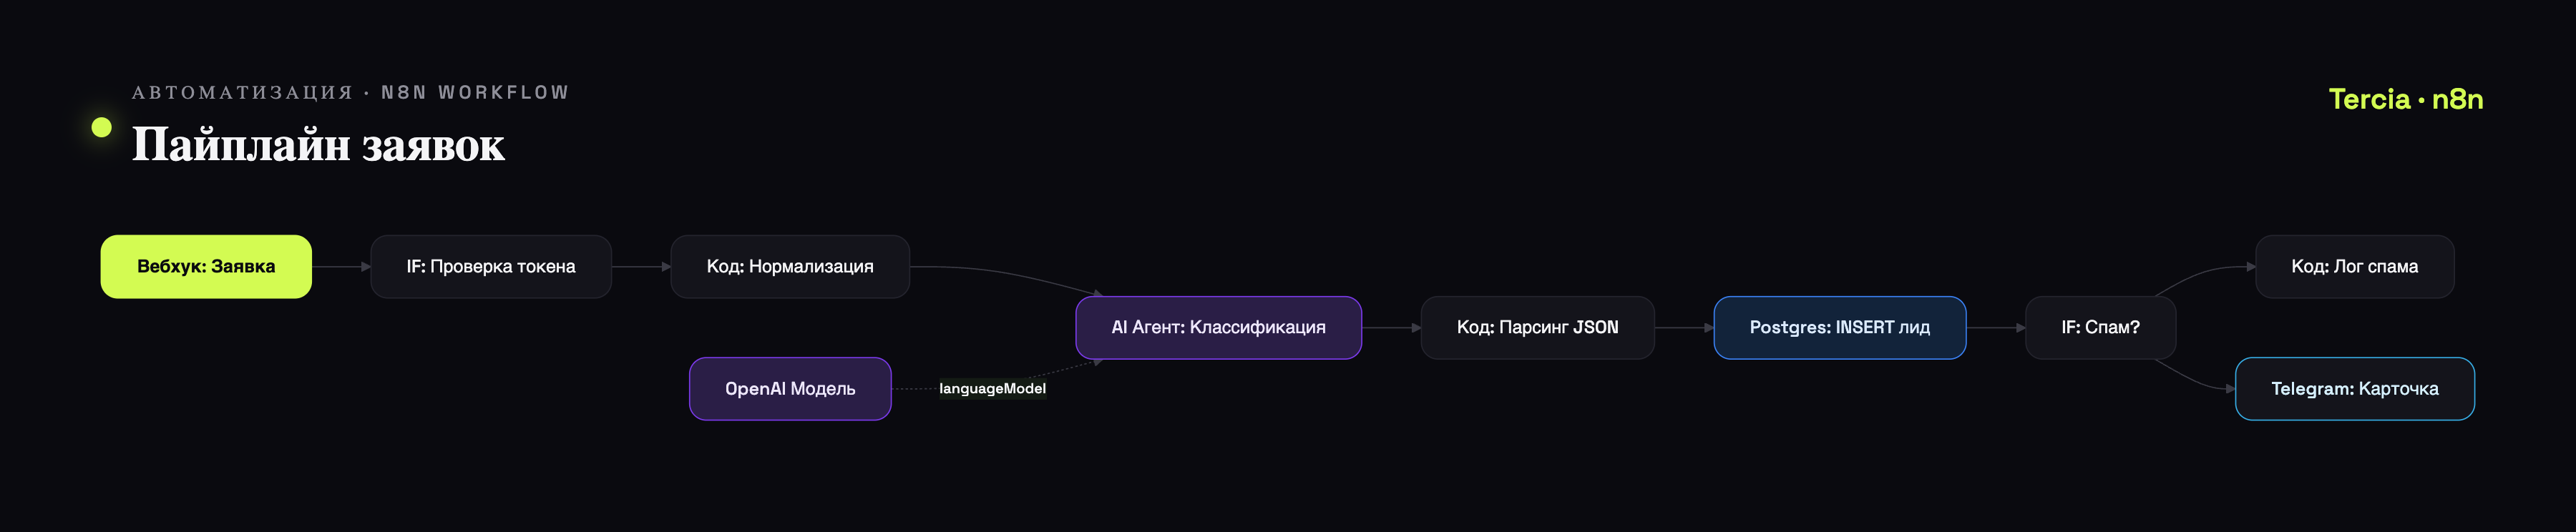 АВТОМАТИЗАЦИЯ · N8N WORKFLOW
Пайплайн заявок
Tercia · n8n
Вебхук: Заявка
IF: Проверка токена
Код: Нормализация
OpenAI Модель
languageModel
AI Агент: Классификация
Код: Парсинг JSON
Postgres: INSERT лид
IF: Спам?
Код: Лог спама
Telegram: Карточка